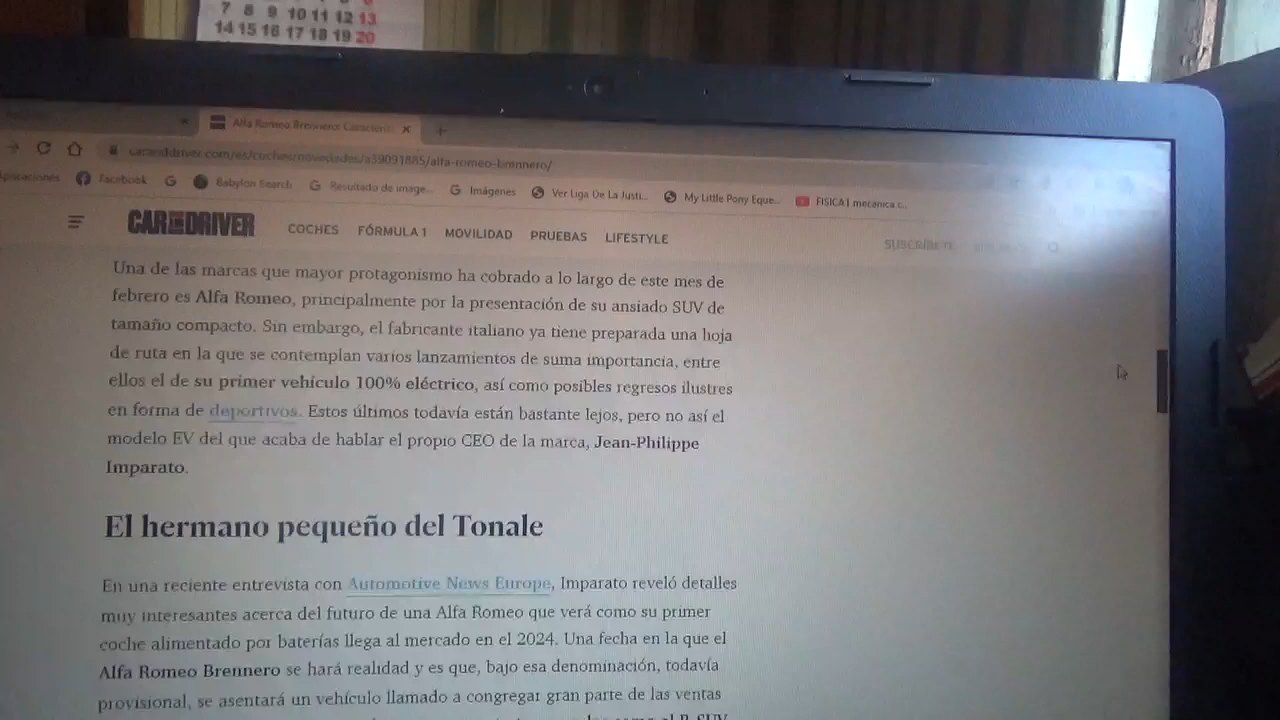 7 8 9 10 11 12 13
14 15 16 17 18 19 20
Alfa Romeo Brennero: Caracterís
caranddriver.com/es/coches/novedades/a39091885/alfa-romeo-brennero/
Aplicaciones Facebook Babylon Search Resultado de image... Imágenes Ver Liga De La Justi... My Little Pony Eque... FISICA I mecanica c...
CAR AND DRIVER COCHES FÓRMULA 1 MOVILIDAD PRUEBAS LIFESTYLE SUSCRÍBETE
Una de las marcas que mayor protagonismo ha cobrado a lo largo de este mes de
febrero es Alfa Romeo, principalmente por la presentación de su ansiado SUV de
tamaño compacto. Sin embargo, el fabricante italiano ya tiene preparada una hoja
de ruta en la que se contemplan varios lanzamientos de suma importancia, entre
ellos el de su primer vehículo 100% eléctrico, así como posibles regresos ilustres
en forma de deportivos. Estos últimos todavía están bastante lejos, pero no así el
modelo EV del que acaba de hablar el propio CEO de la marca, Jean-Philippe
Imparato.
El hermano pequeño del Tonale
En una reciente entrevista con Automotive News Europe, Imparato reveló detalles
muy interesantes acerca del futuro de una Alfa Romeo que verá como su primer
coche alimentado por baterías llega al mercado en el 2024. Una fecha en la que el
Alfa Romeo Brennero se hará realidad y es que, bajo esa denominación, todavía
provisional, se asentará un vehículo llamado a congregar gran parte de las ventas
como el B-SUV